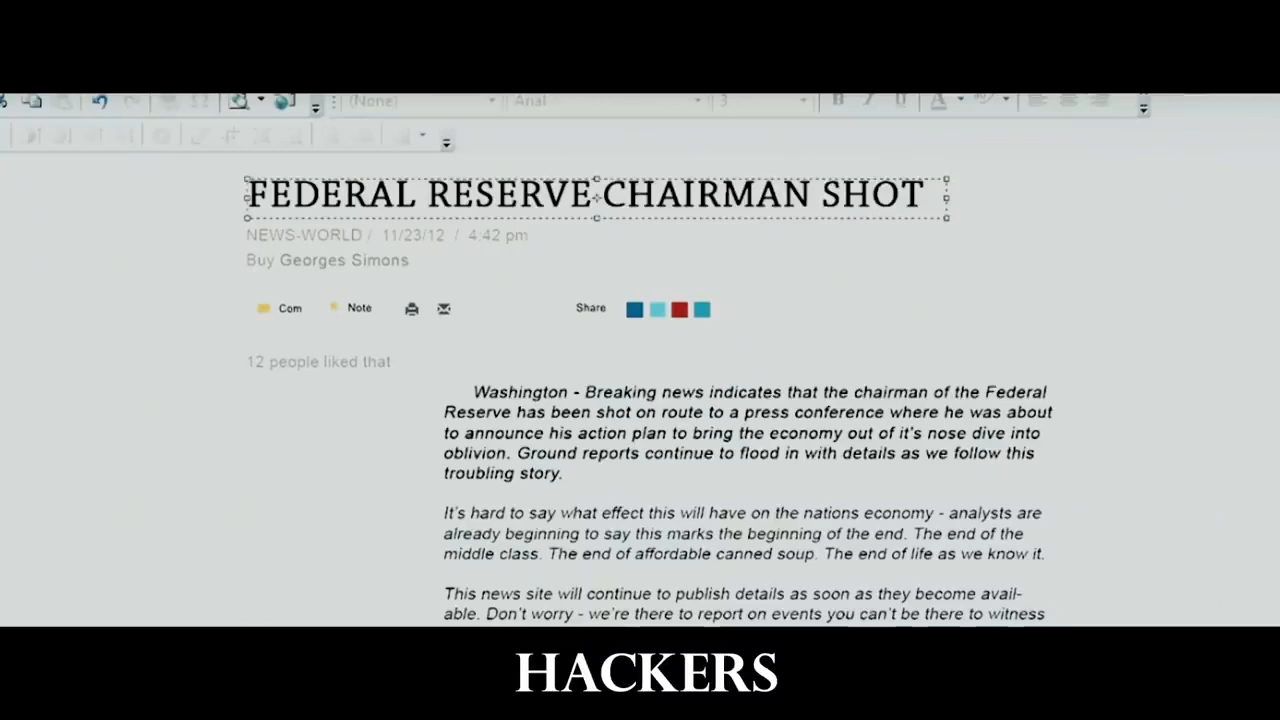 (None) Arial 3 B I U A
FEDERAL RESERVE CHAIRMAN SHOT
NEWS-WORLD / 11/23/12 / 4:42 pm
Buy Georges Simons
Com Note Share
12 people liked that
Washington - Breaking news indicates that the chairman of the Federal
Reserve has been shot on route to a press conference where he was about
to announce his action plan to bring the economy out of it's nose dive into
oblivion. Ground reports continue to flood in with details as we follow this
troubling story.
It's hard to say what effect this will have on the nations economy - analysts are
already beginning to say this marks the beginning of the end. The end of the
middle class. The end of affordable canned soup. The end of life as we know it.
This news site will continue to publish details as soon as they become avail-
able. Don't worry - we're there to report on events you can't be there to witness
HACKERS